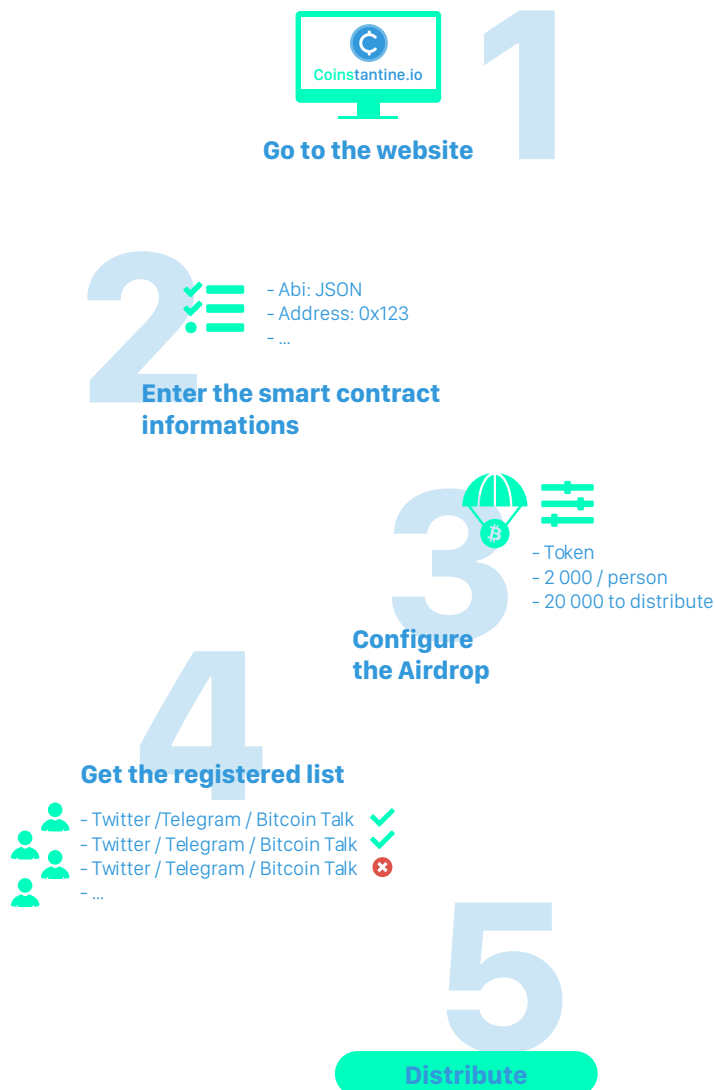 1
Coinstantine.io
Go to the website
2
- Abi: JSON
- Address: 0x123
- ...
Enter the smart contract
informations
3
- Token
- 2 000 / person
- 20 000 to distribute
Configure
the Airdrop
4
Get the registered list
- Twitter /Telegram / Bitcoin Talk
- Twitter / Telegram / Bitcoin Talk
- Twitter / Telegram / Bitcoin Talk
- ...
5
Distribute